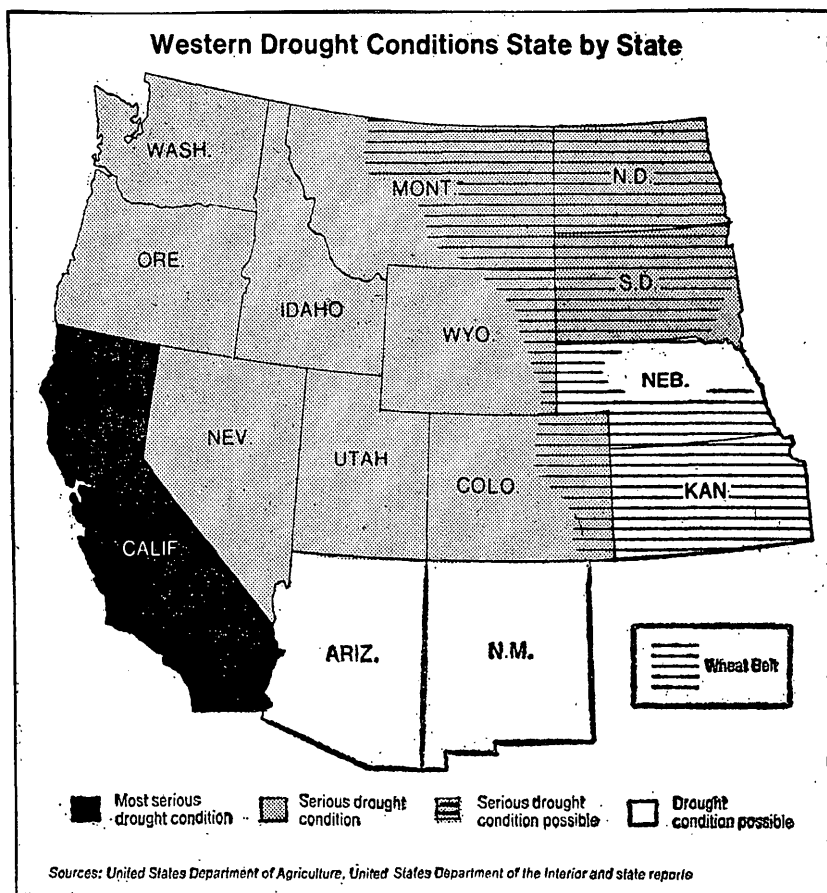 Western Drought Conditions State by State
WASH.
MONT.
N.D.
ORE.
IDAHO
S.D.
WYO.
NEB.
NEV.
UTAH
COLO.
KAN.
CALIF.
ARIZ.
N.M.
Wheat Belt
Most serious
drought condition
Serious drought
condition
Serious drought
condition possible
Drought
condition possible
Sources: United States Department of Agriculture, United States Department of the Interior and state reports